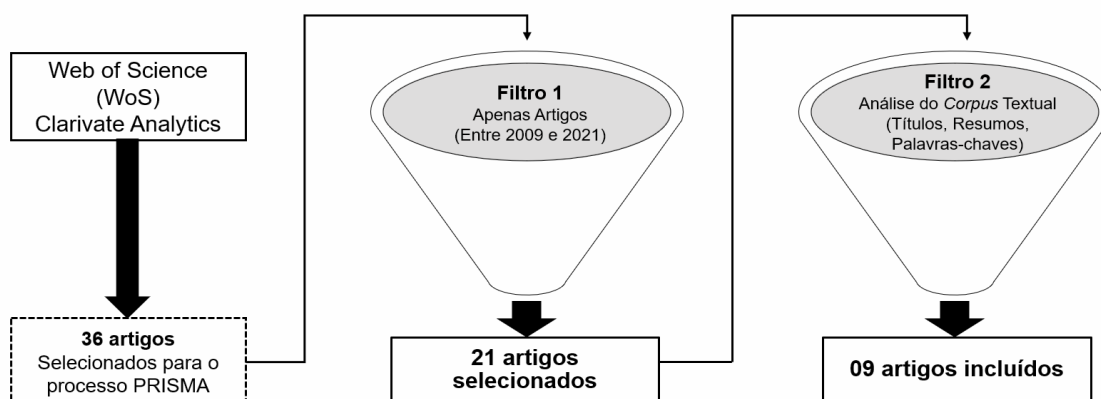 Web of Science
(WoS)
Clarivate Analytics
36 artigos
Selecionados para o
processo PRISMA
Filtro 1
Apenas Artigos
(Entre 2009 e 2021)
21 artigos
selecionados
Filtro 2
Análise do Corpus Textual
(Títulos, Resumos,
Palavras-chaves)
09 artigos incluídos